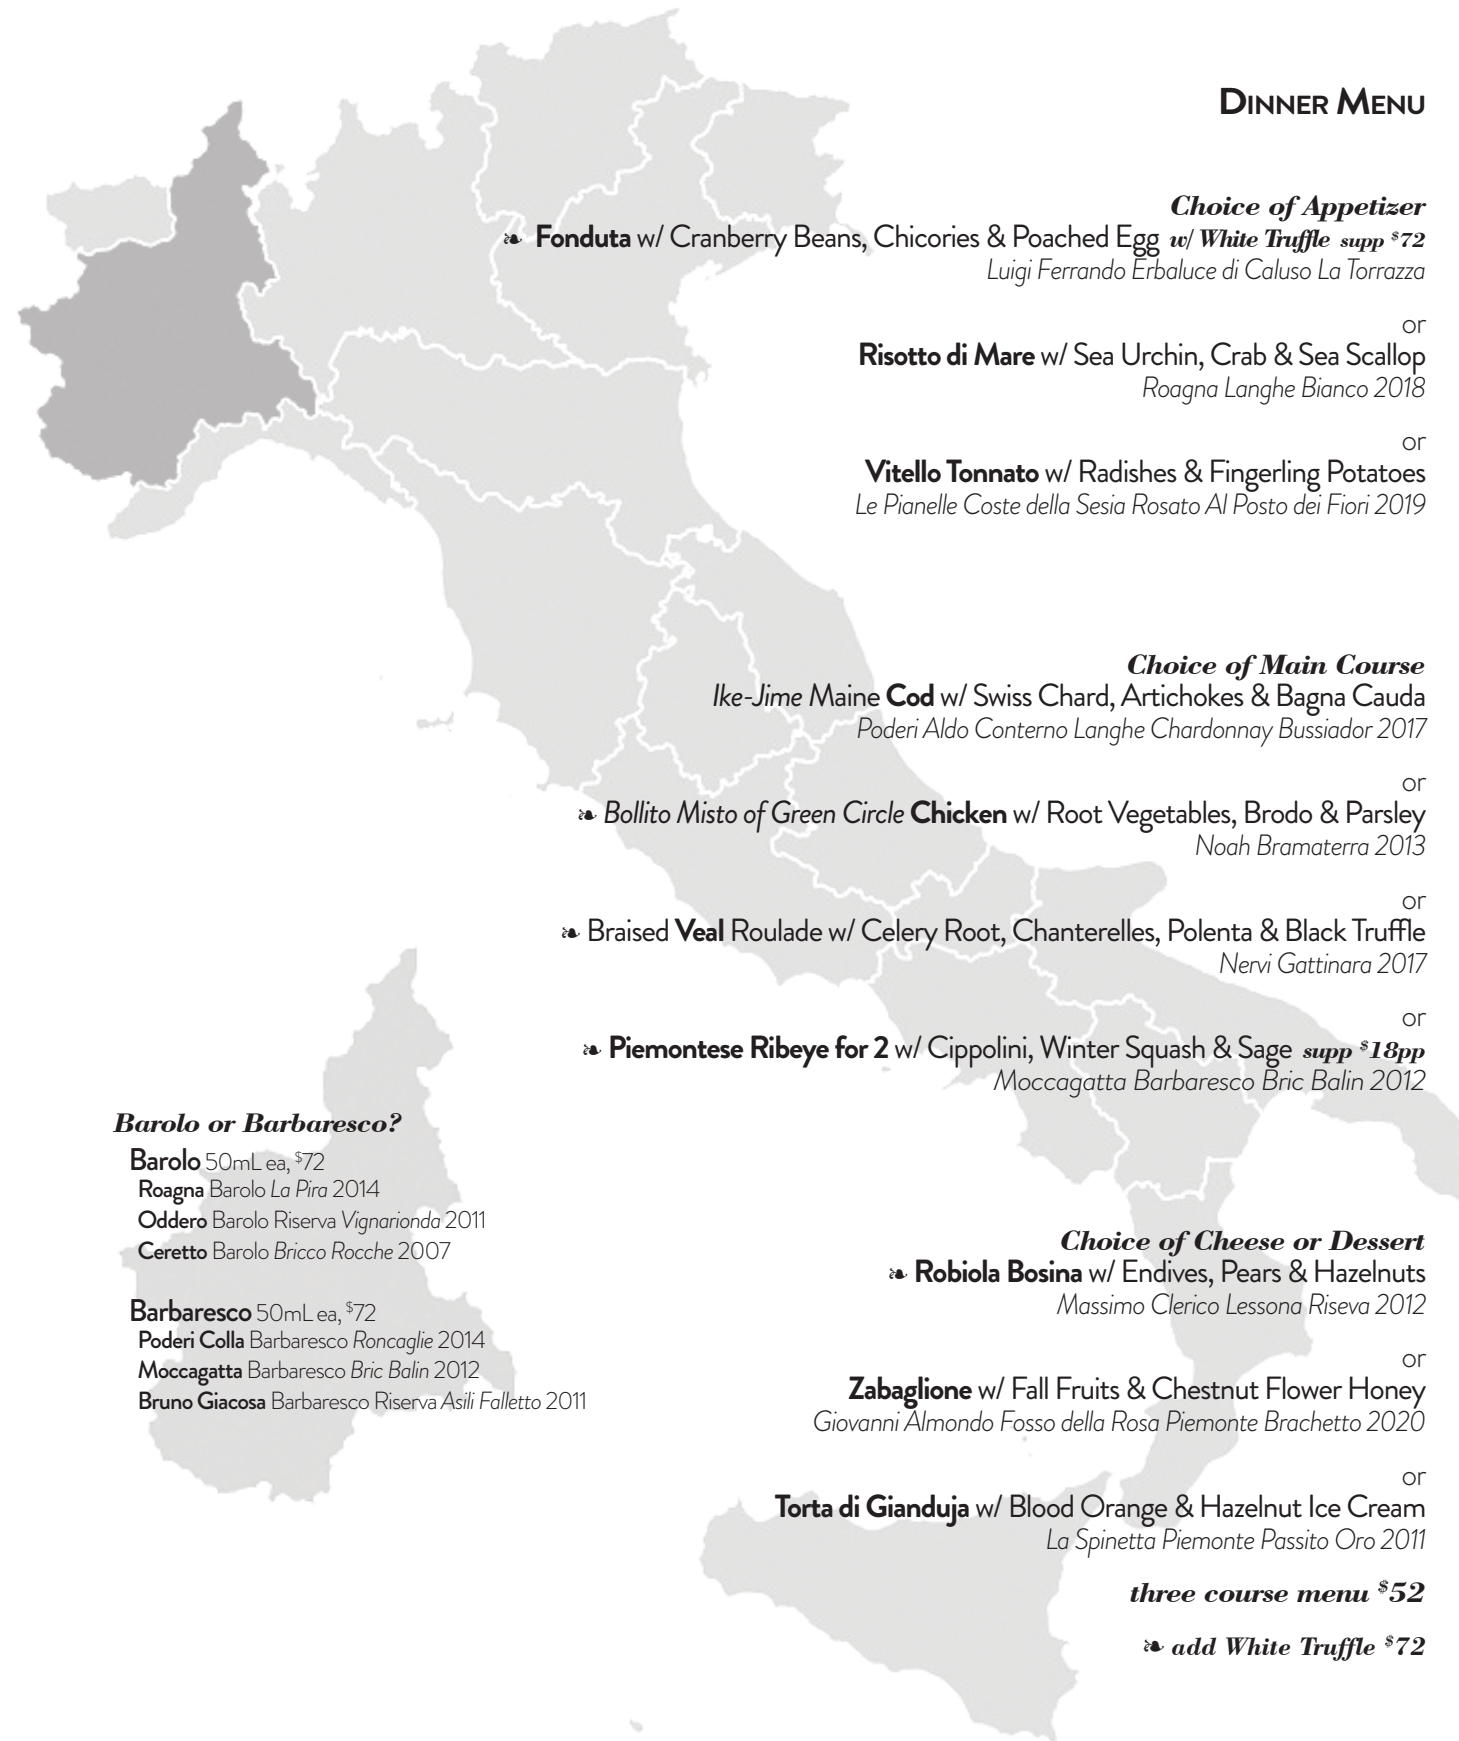 DINNER MENU
Choice of Appetizer
❧ Fonduta w/ Cranberry Beans, Chicories & Poached Egg w/ White Truffle supp $72
Luigi Ferrando Erbaluce di Caluso La Torrazza
or
Risotto di Mare w/ Sea Urchin, Crab & Sea Scallop
Roagna Langhe Bianco 2018
or
Vitello Tonnato w/ Radishes & Fingerling Potatoes
Le Pianelle Coste della Sesia Rosato Al Posto dei Fiori 2019
Choice of Main Course
Ike-Jime Maine Cod w/ Swiss Chard, Artichokes & Bagna Cauda
Poderi Aldo Conterno Langhe Chardonnay Bussiador 2017
or
❧ Bollito Misto of Green Circle Chicken w/ Root Vegetables, Brodo & Parsley
Noah Bramaterra 2013
or
❧ Braised Veal Roulade w/ Celery Root, Chanterelles, Polenta & Black Truffle
Nervi Gattinara 2017
or
❧ Piemontese Ribeye for 2 w/ Cippolini, Winter Squash & Sage supp $18pp
Moccagatta Barbaresco Bric Balin 2012
Barolo or Barbaresco?
Barolo 50mL ea, $72
Roagna Barolo La Pira 2014
Oddero Barolo Riserva Vignarionda 2011
Ceretto Barolo Bricco Rocche 2007
Barbaresco 50mL ea, $72
Poderi Colla Barbaresco Roncaglie 2014
Moccagatta Barbaresco Bric Balin 2012
Bruno Giacosa Barbaresco Riserva Asili Falletto 2011
Choice of Cheese or Dessert
❧ Robiola Bosina w/ Endives, Pears & Hazelnuts
Massimo Clerico Lessona Riseva 2012
or
Zabaglione w/ Fall Fruits & Chestnut Flower Honey
Giovanni Almondo Fosso della Rosa Piemonte Brachetto 2020
or
Torta di Gianduja w/ Blood Orange & Hazelnut Ice Cream
La Spinetta Piemonte Passito Oro 2011
three course menu $52
❧ add White Truffle $72